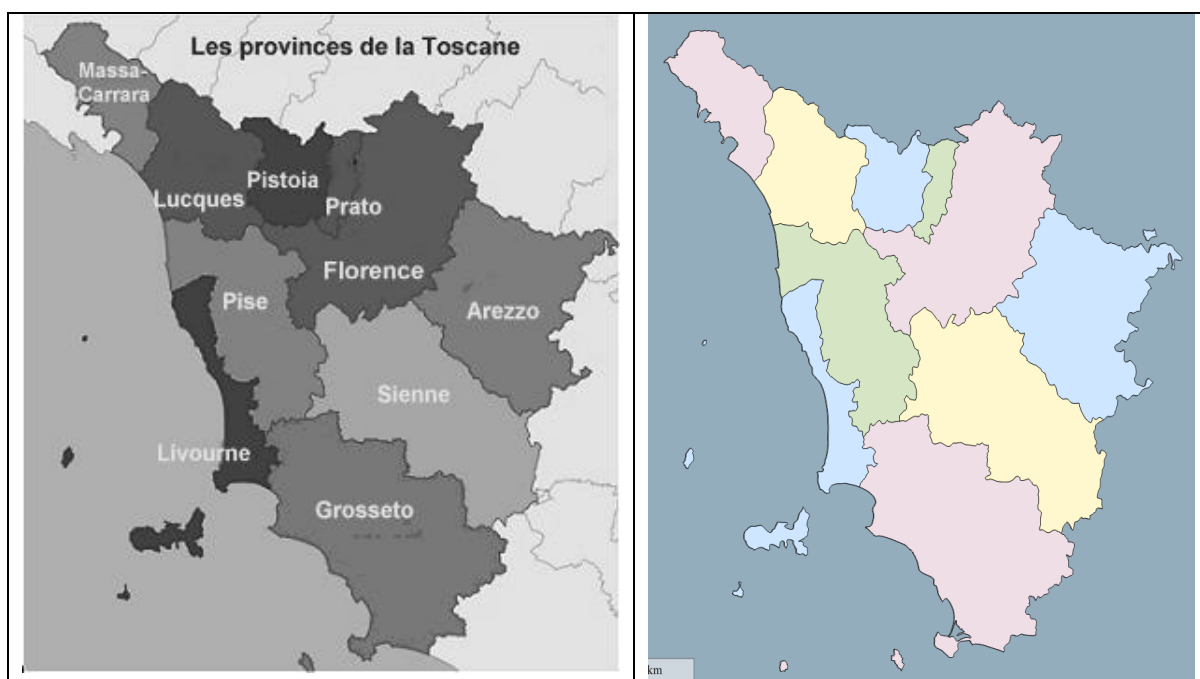 Les provinces de la Toscane
Massa-
Carrara
Pistoia
Lucques
Prato
Florence
Pise
Arezzo
Sienne
Livourne
Grosseto
km